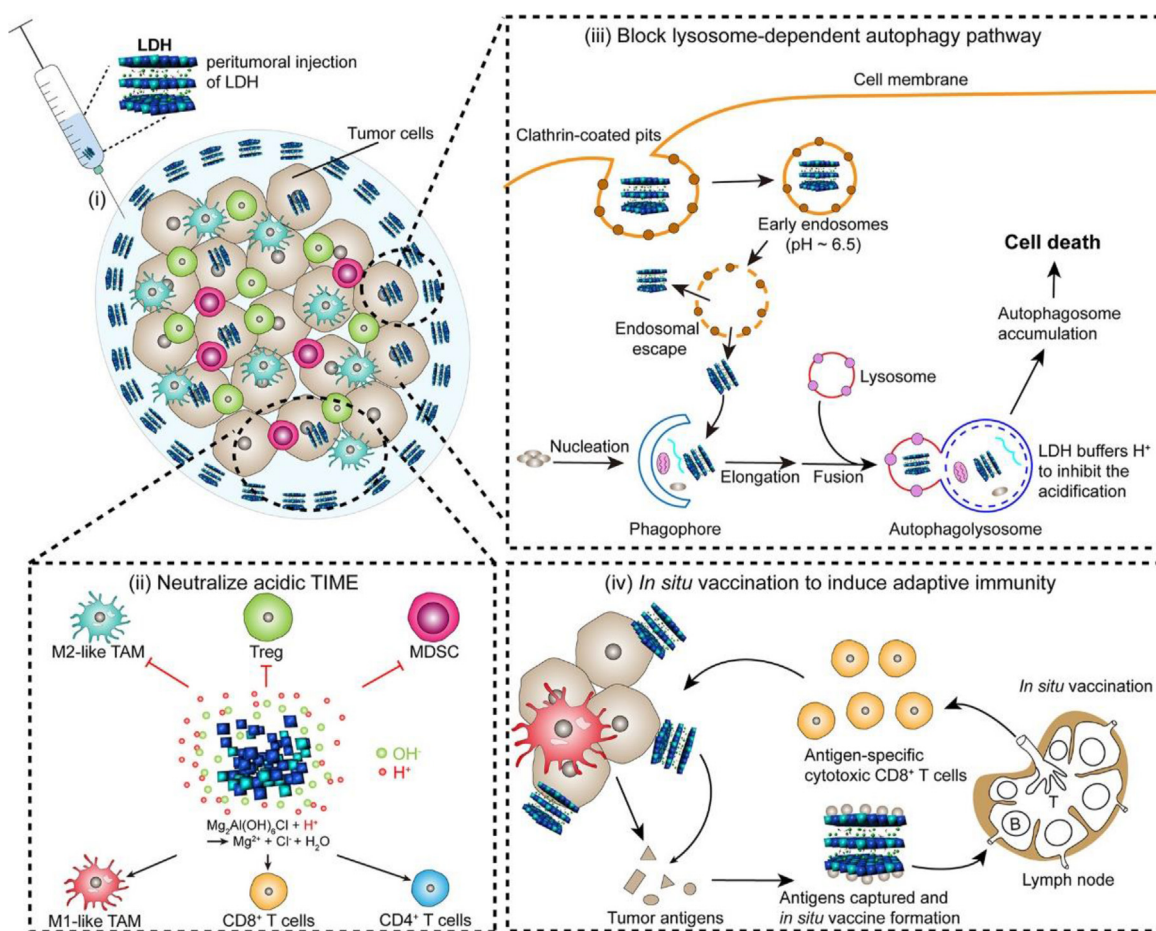 LDH
peritumoral injection
of LDH
Tumor cells
(i)
(iii) Block lysosome-dependent autophagy pathway
Cell membrane
Clathrin-coated pits
Early endosomes
(pH ~ 6.5)
Cell death
Endosomal
escape
Autophagosome
accumulation
Lysosome
Nucleation
Elongation
Fusion
LDH buffers H⁺
to inhibit the
acidification
Phagophore
Autophagolysosome
(ii) Neutralize acidic TIME
M2-like TAM
Treg
MDSC
OH⁻
H⁺
Mg₂Al(OH)₆Cl + H⁺
Mg²⁺ + Cl⁻ + H₂O
M1-like TAM
CD8⁺ T cells
CD4⁺ T cells
(iv) In situ vaccination to induce adaptive immunity
In situ vaccination
Antigen-specific
cytotoxic CD8⁺ T cells
T
B
Lymph node
Tumor antigens
Antigens captured and
in situ vaccine formation